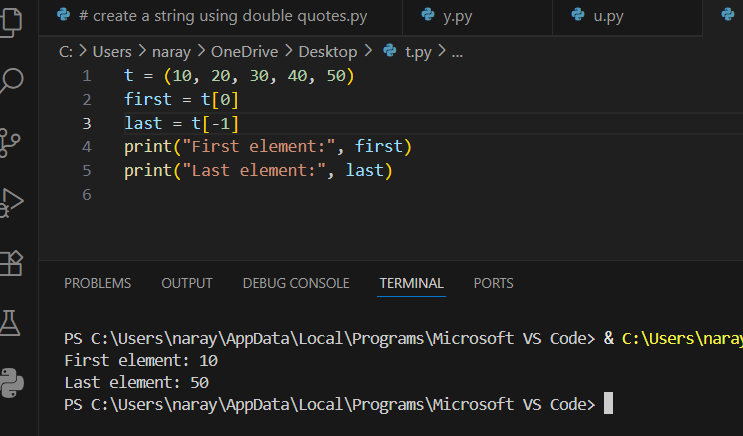 # create a string using double quotes.py y.py u.py
C: > Users > naray > OneDrive > Desktop > t.py > ...
1 t = (10, 20, 30, 40, 50)
2 first = t[0]
3 last = t[-1]
4 print("First element:", first)
5 print("Last element:", last)
6
PROBLEMS OUTPUT DEBUG CONSOLE TERMINAL PORTS
PS C:\Users\naray\AppData\Local\Programs\Microsoft VS Code> & C:\Users\naray
First element: 10
Last element: 50
PS C:\Users\naray\AppData\Local\Programs\Microsoft VS Code>